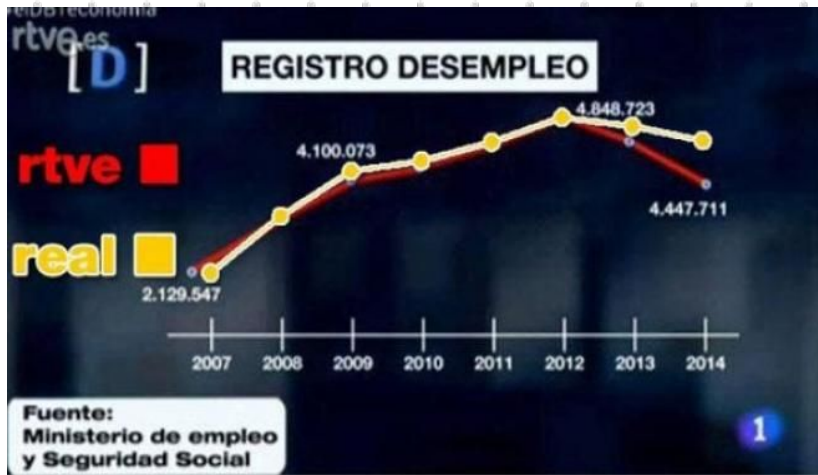 rtve.es
[D]
REGISTRO DESEMPLEO
rtve
real
4.848.723
4.100.073
4.447.711
2.129.547
2007 2008 2009 2010 2011 2012 2013 2014
Fuente:
Ministerio de empleo
y Seguridad Social
1